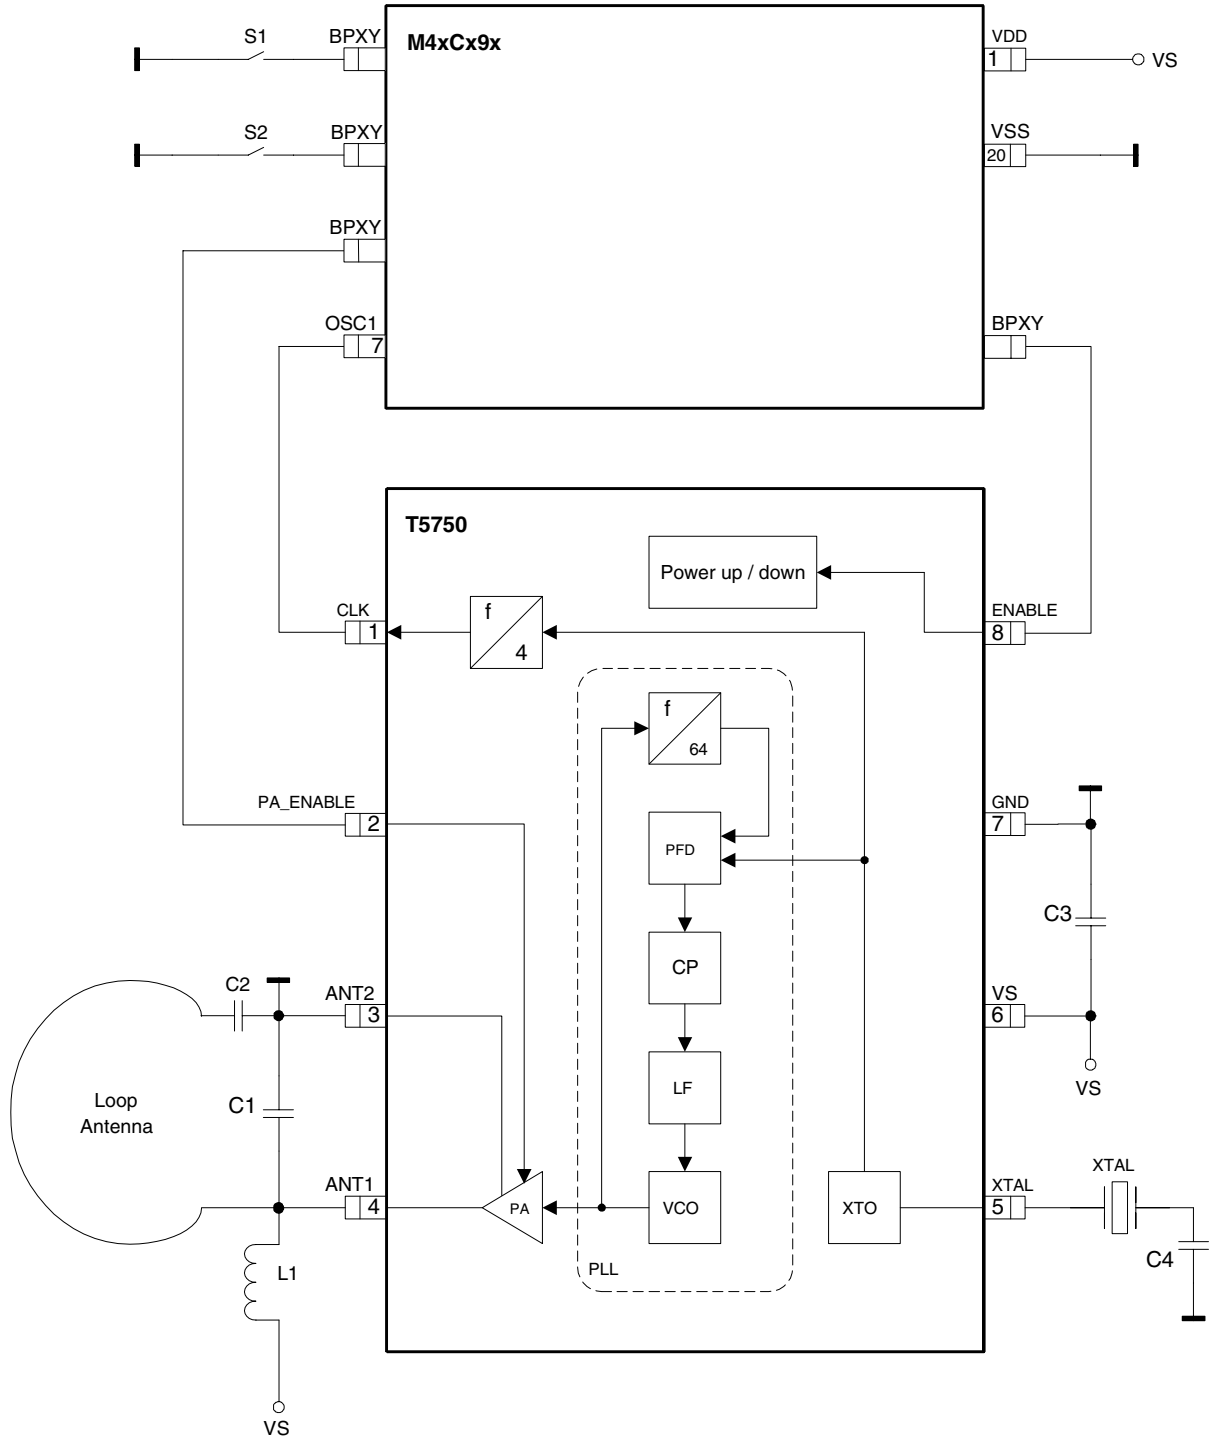 S1
BPXY
M4xCx9x
VDD
1
VS
S2
BPXY
VSS
20
BPXY
OSC1
7
BPXY
T5750
Power up / down
CLK
1
f
4
ENABLE
8
f
64
PA_ENABLE
2
PFD
GND
7
C3
CP
C2
ANT2
3
VS
6
VS
Loop
Antenna
C1
LF
ANT1
4
PA
VCO
XTO
XTAL
5
XTAL
C4
PLL
L1
VS